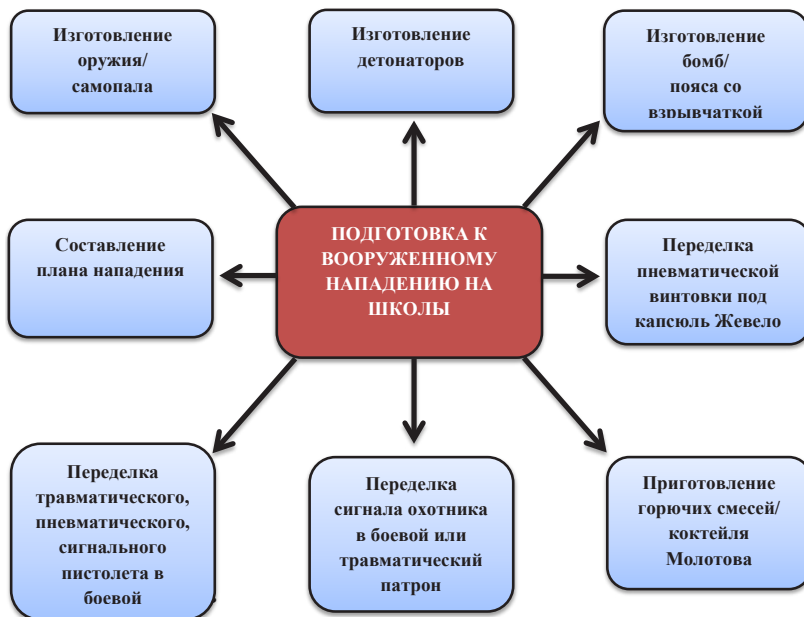 Изготовление
оружия/
самопала
Изготовление
детонаторов
Изготовление
бомб/
пояса со
взрывчаткой
Составление
плана нападения
ПОДГОТОВКА К
ВООРУЖЕННОМУ
НАПАДЕНИЮ НА
ШКОЛЫ
Переделка
пневматической
винтовки под
капсюль Жевело
Переделка
травматического,
пневматического,
сигнального
пистолета в
боевой
Переделка
сигнала охотника
в боевой или
травматический
патрон
Приготовление
горючих смесей/
коктейля
Молотова